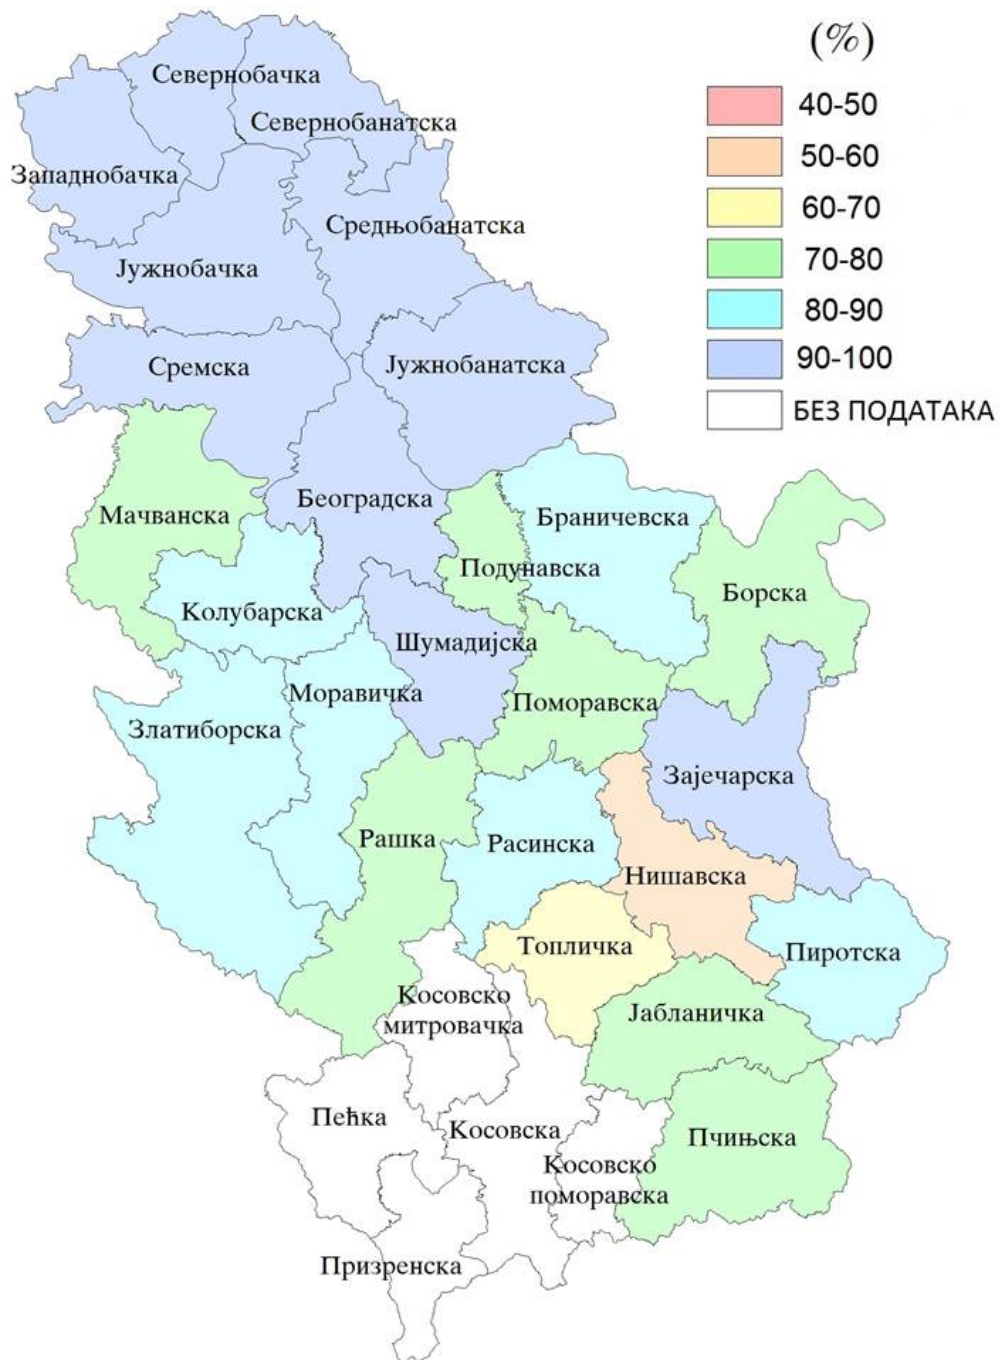 (%)
40-50
50-60
60-70
70-80
80-90
90-100
БЕЗ ПОДАТАКА
Севернобачка
Севернобанатска
Западнобачка
Средњобанатска
Јужнобачка
Сремска
Јужнобанатска
Мачванска
Београдска
Браничевска
Подунавска
Борска
Колубарска
Шумадијска
Моравичка
Поморавска
Златиборска
Зајечарска
Рашка
Расинска
Нишавска
Топличка
Пиротска
Косовско
митровачка
Јабланичка
Пећка
Косовска
Пчињска
Косовско
поморавска
Призренска